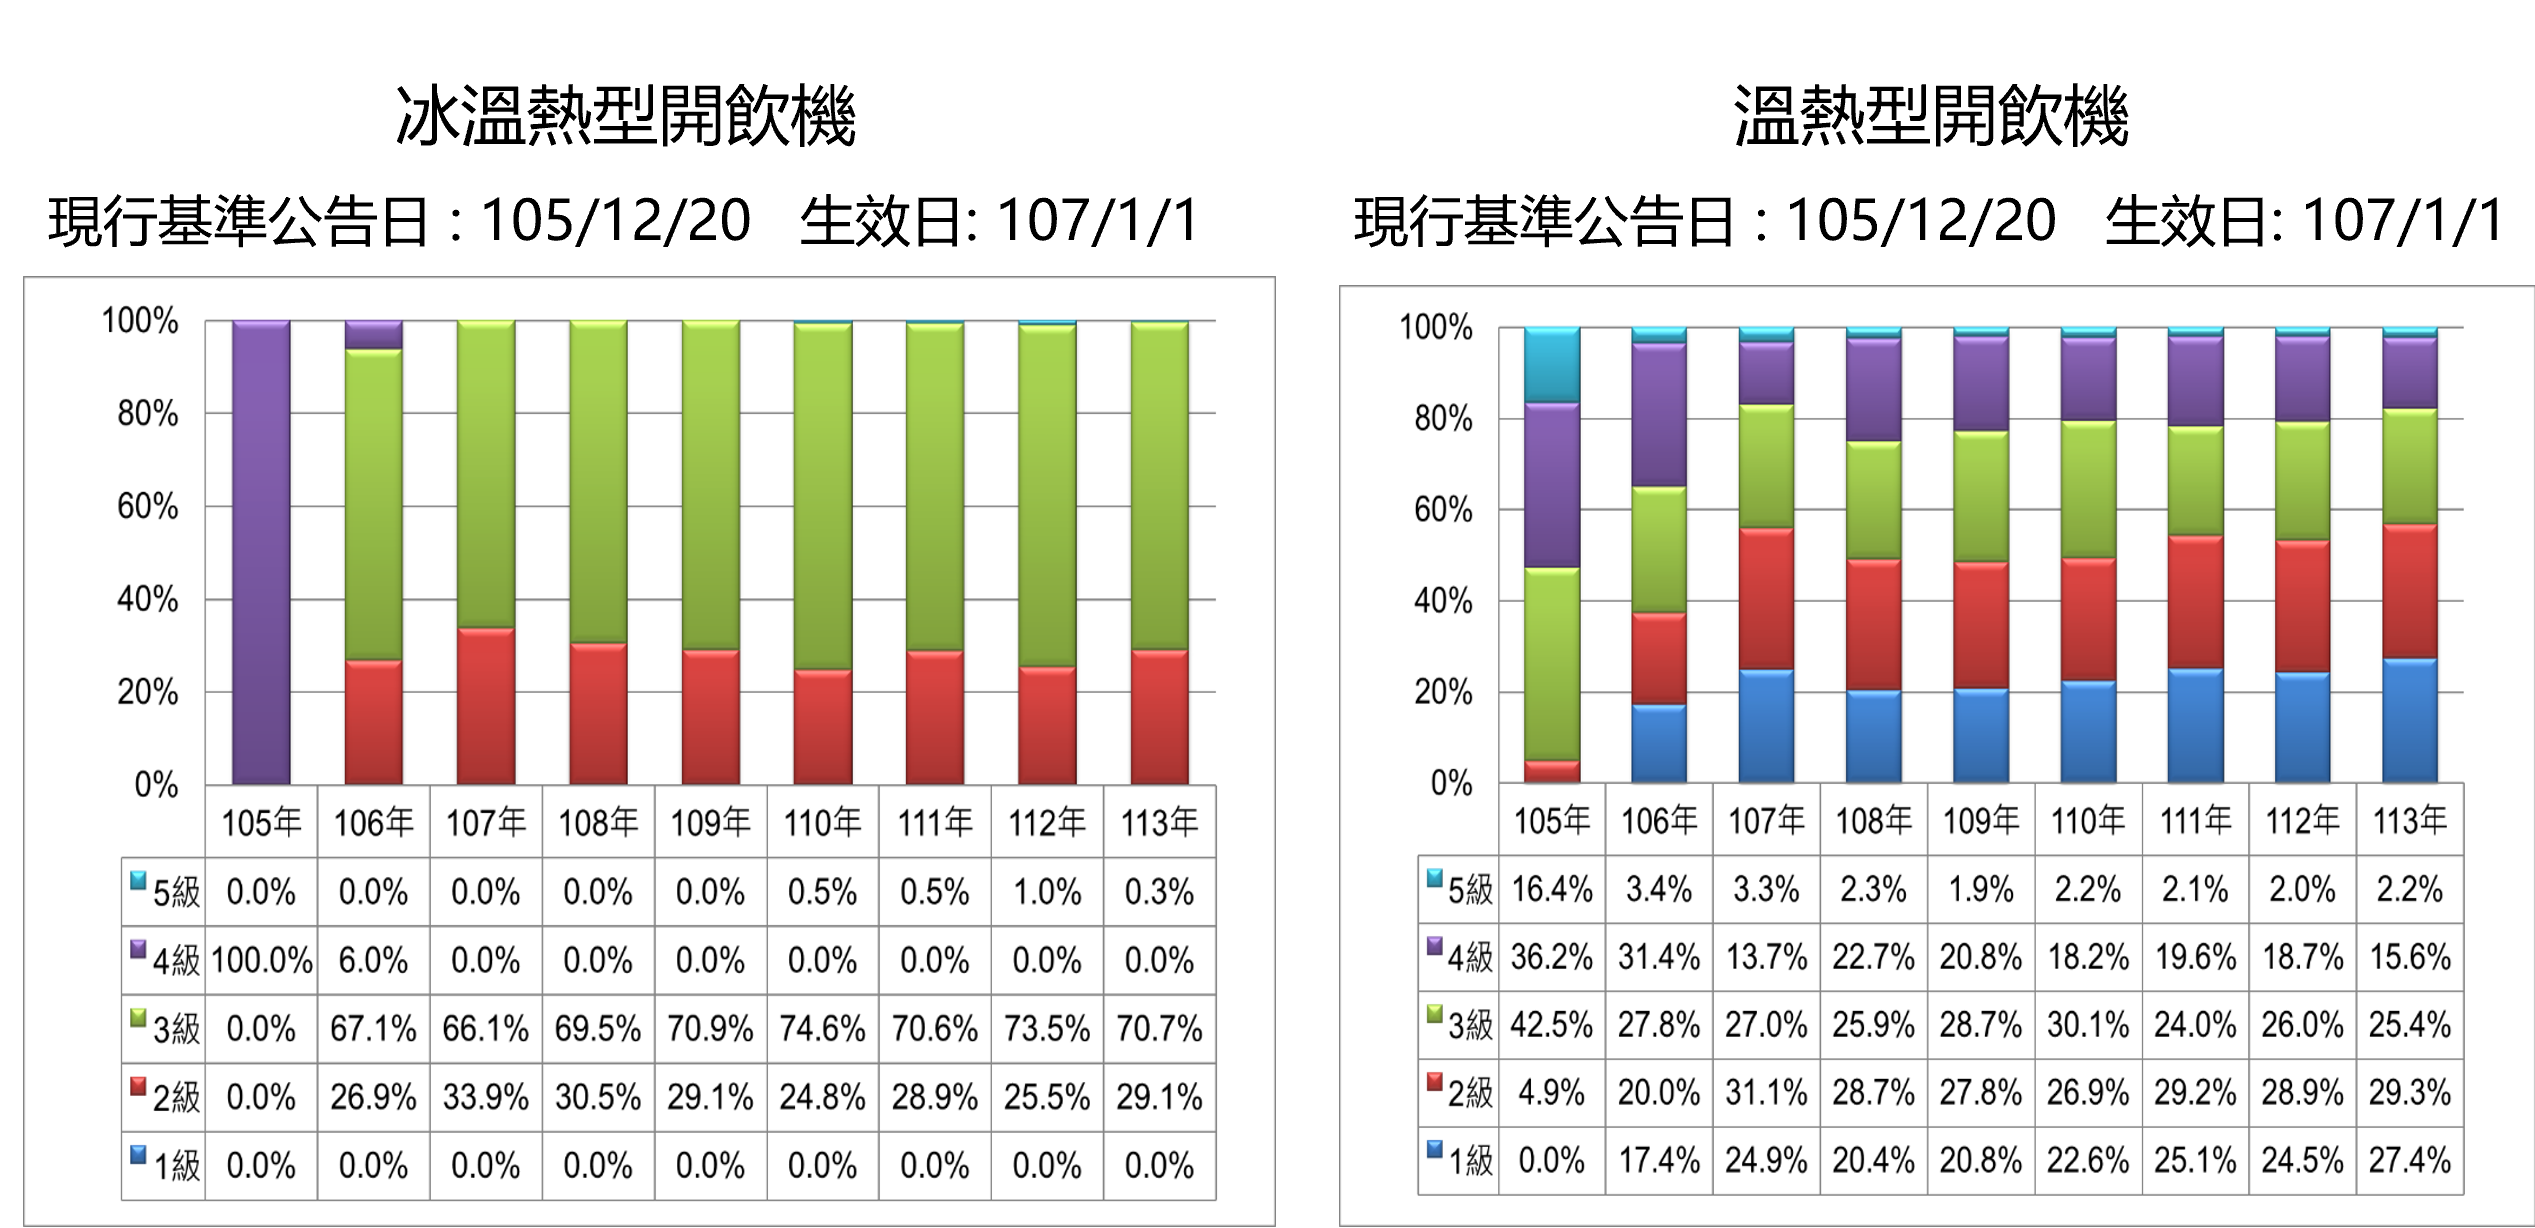 冰溫熱型開飲機
現行基準公告日 : 105/12/20 生效日: 107/1/1
100%
80%
60%
40%
20%
0%
105年 106年 107年 108年 109年 110年 111年 112年 113年
5級 0.0% 0.0% 0.0% 0.0% 0.0% 0.5% 0.5% 1.0% 0.3%
4級 100.0% 6.0% 0.0% 0.0% 0.0% 0.0% 0.0% 0.0% 0.0%
3級 0.0% 67.1% 66.1% 69.5% 70.9% 74.6% 70.6% 73.5% 70.7%
2級 0.0% 26.9% 33.9% 30.5% 29.1% 24.8% 28.9% 25.5% 29.1%
1級 0.0% 0.0% 0.0% 0.0% 0.0% 0.0% 0.0% 0.0% 0.0%
溫熱型開飲機
現行基準公告日 : 105/12/20 生效日: 107/1/1
100%
80%
60%
40%
20%
0%
105年 106年 107年 108年 109年 110年 111年 112年 113年
5級 16.4% 3.4% 3.3% 2.3% 1.9% 2.2% 2.1% 2.0% 2.2%
4級 36.2% 31.4% 13.7% 22.7% 20.8% 18.2% 19.6% 18.7% 15.6%
3級 42.5% 27.8% 27.0% 25.9% 28.7% 30.1% 24.0% 26.0% 25.4%
2級 4.9% 20.0% 31.1% 28.7% 27.8% 26.9% 29.2% 28.9% 29.3%
1級 0.0% 17.4% 24.9% 20.4% 20.8% 22.6% 25.1% 24.5% 27.4%